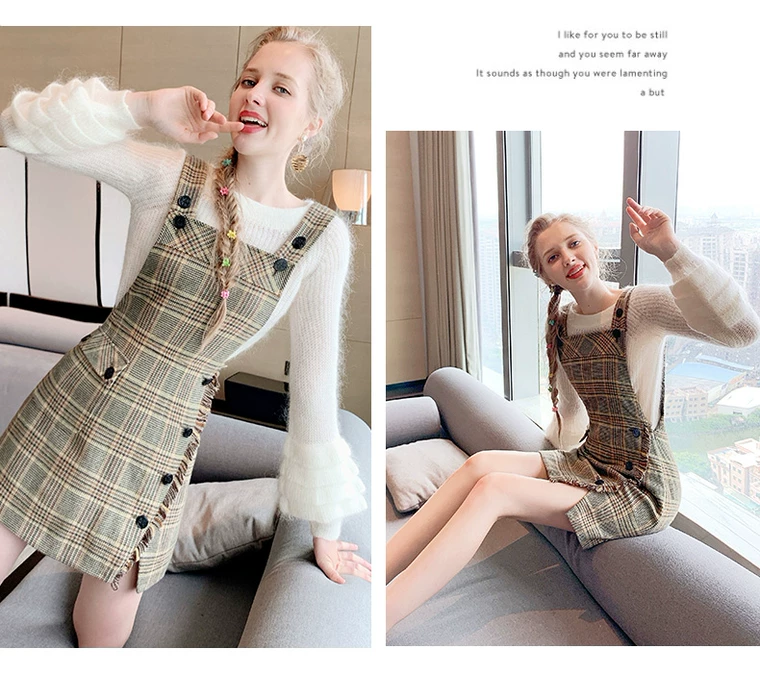 I like for you to be still
and you seem far away
It sounds as though you were lamenting
a but